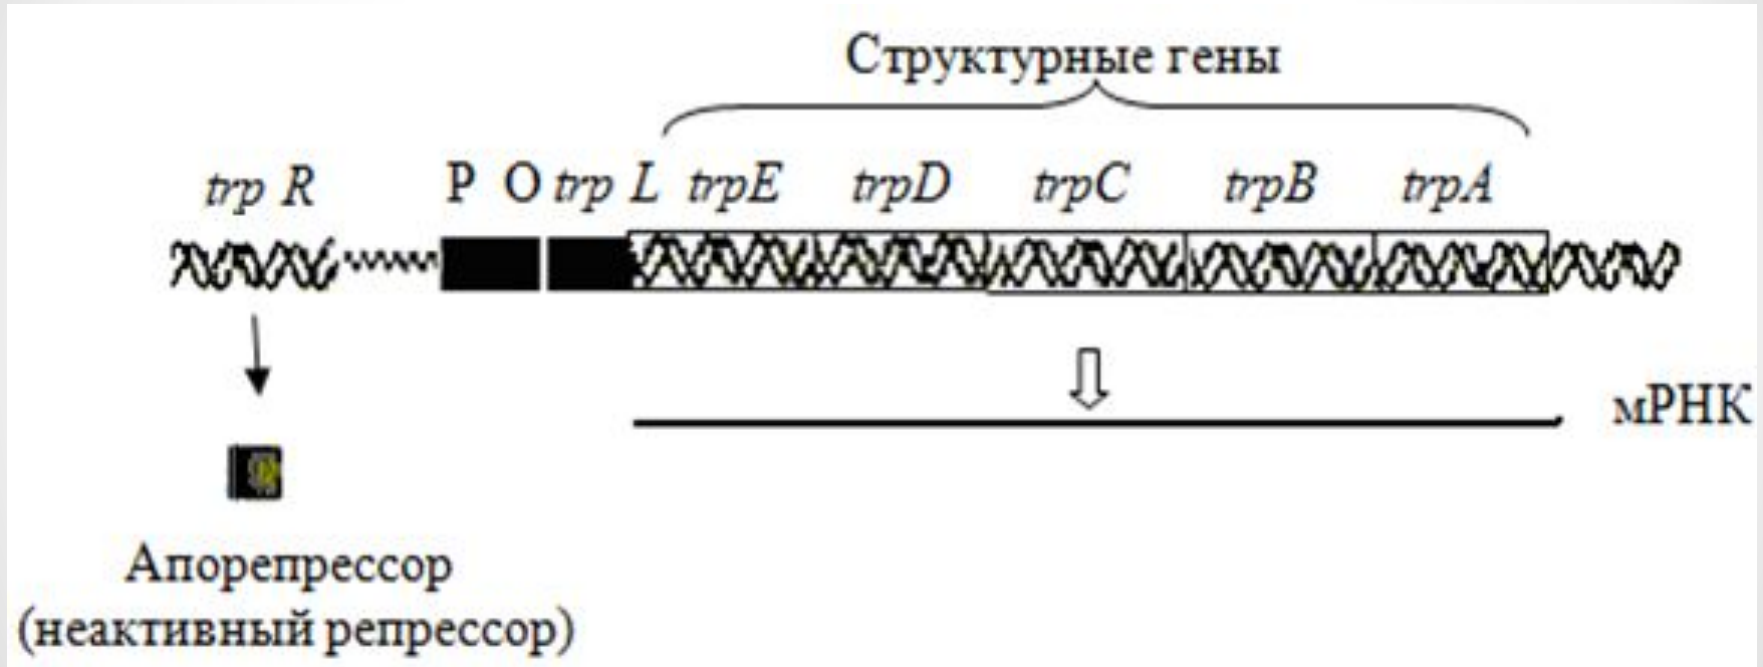 Структурные гены
trp R P O trp L trpE trpD trpC trpB trpA
мРНК
Апорепрессор
(неактивный репрессор)